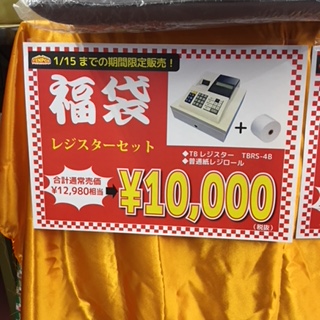 1/15 までの期間限定販売！
福袋
レジスターセット
+
◆TBレジスター TBRS-4B
◆普通紙レジロール
合計通常売価
¥12,980相当
¥10,000
(税抜)